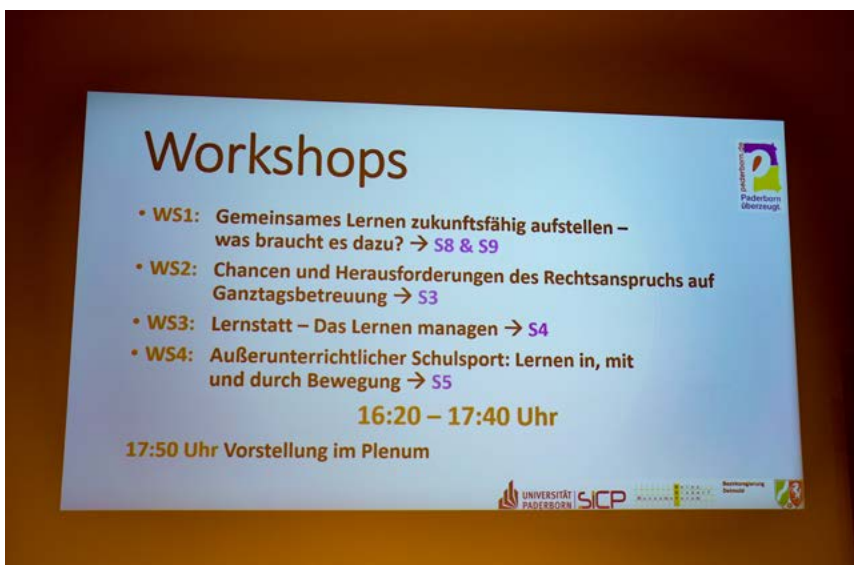 Workshops
paderborn.de
Paderborn
überzeugt.
• WS1: Gemeinsames Lernen zukunftsfähig aufstellen –
was braucht es dazu? → S8 & S9
• WS2: Chancen und Herausforderungen des Rechtsanspruchs auf
Ganztagsbetreuung → S3
• WS3: Lernstatt – Das Lernen managen → S4
• WS4: Außerunterrichtlicher Schulsport: Lernen in, mit
und durch Bewegung → S5
16:20 – 17:40 Uhr
17:50 Uhr Vorstellung im Plenum
UNIVERSITÄT
PADERBORN
SICP
Bezirksregierung
Detmold